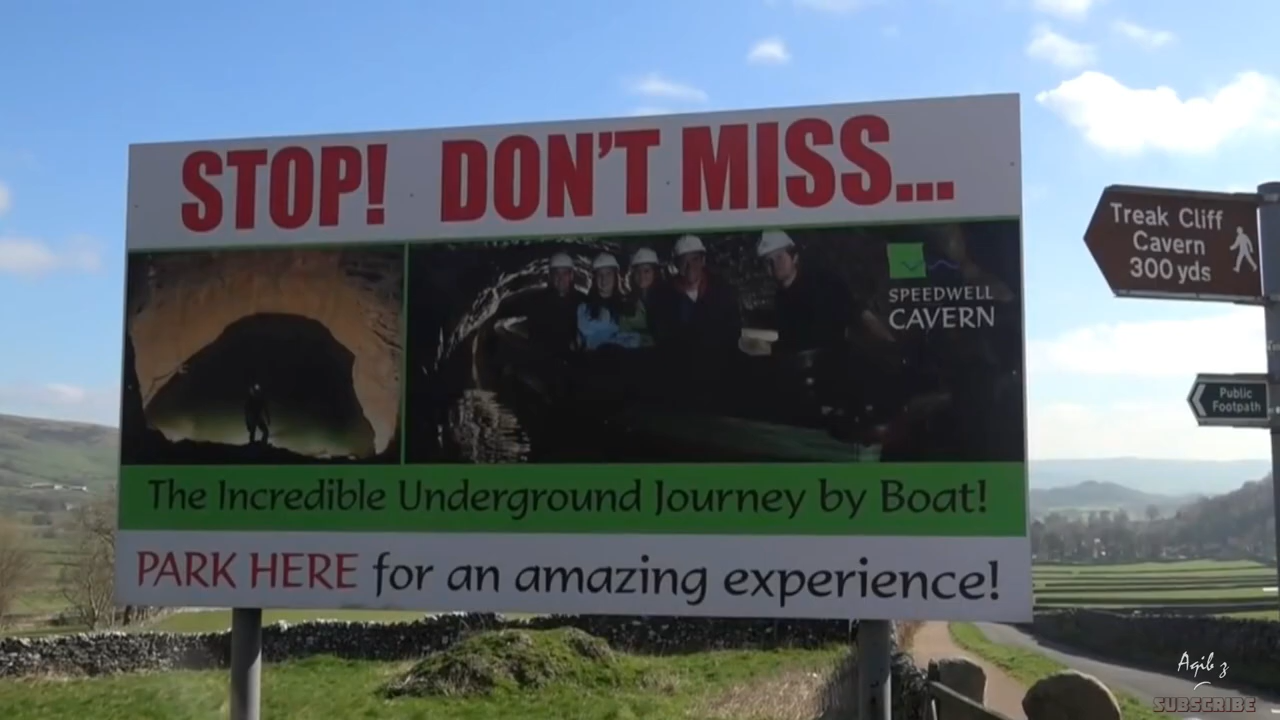 STOP! DON'T MISS...
SPEEDWELL
CAVERN
The Incredible Underground Journey by Boat!
PARK HERE for an amazing experience!
Treak Cliff
Cavern
300 yds
Public
Footpath
Aqib z
SUBSCRIBE